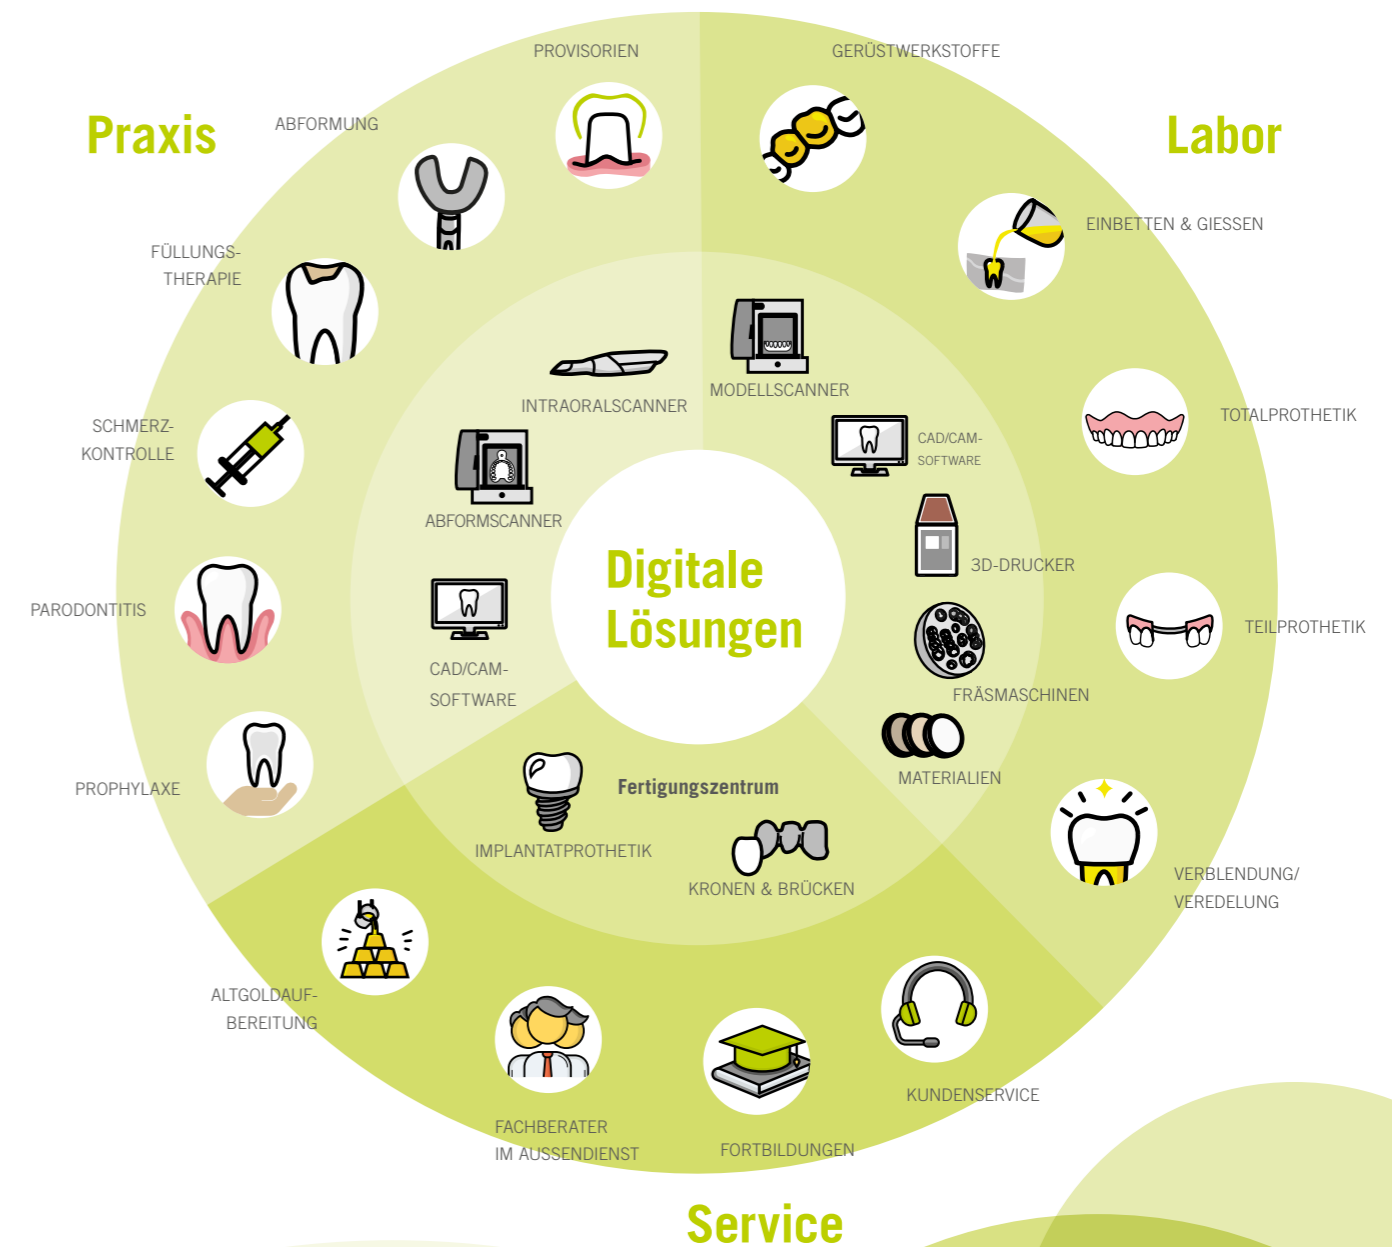 PROVISORIEN
GERÜSTWERKSTOFFE
Praxis
ABFORMUNG
Labor
EINBETTEN & GIESSEN
FÜLLUNGS-
THERAPIE
MODELLSCANNER
INTRAORALSCANNER
TOTALPROTHETIK
SCHMERZ-
KONTROLLE
CAD/CAM-
SOFTWARE
ABFORMSCANNER
3D-DRUCKER
Digitale
Lösungen
PARODONTITIS
TEILPROTHETIK
CAD/CAM-
SOFTWARE
FRÄSMASCHINEN
MATERIALIEN
PROPHYLAXE
Fertigungszentrum
IMPLANTATPROTHETIK
KRONEN & BRÜCKEN
VERBLENDUNG/
VEREDELUNG
ALTGOLDAUF-
BEREITUNG
KUNDENSERVICE
FACHBERATER
IM AUSSENDIENST
FORTBILDUNGEN
Service